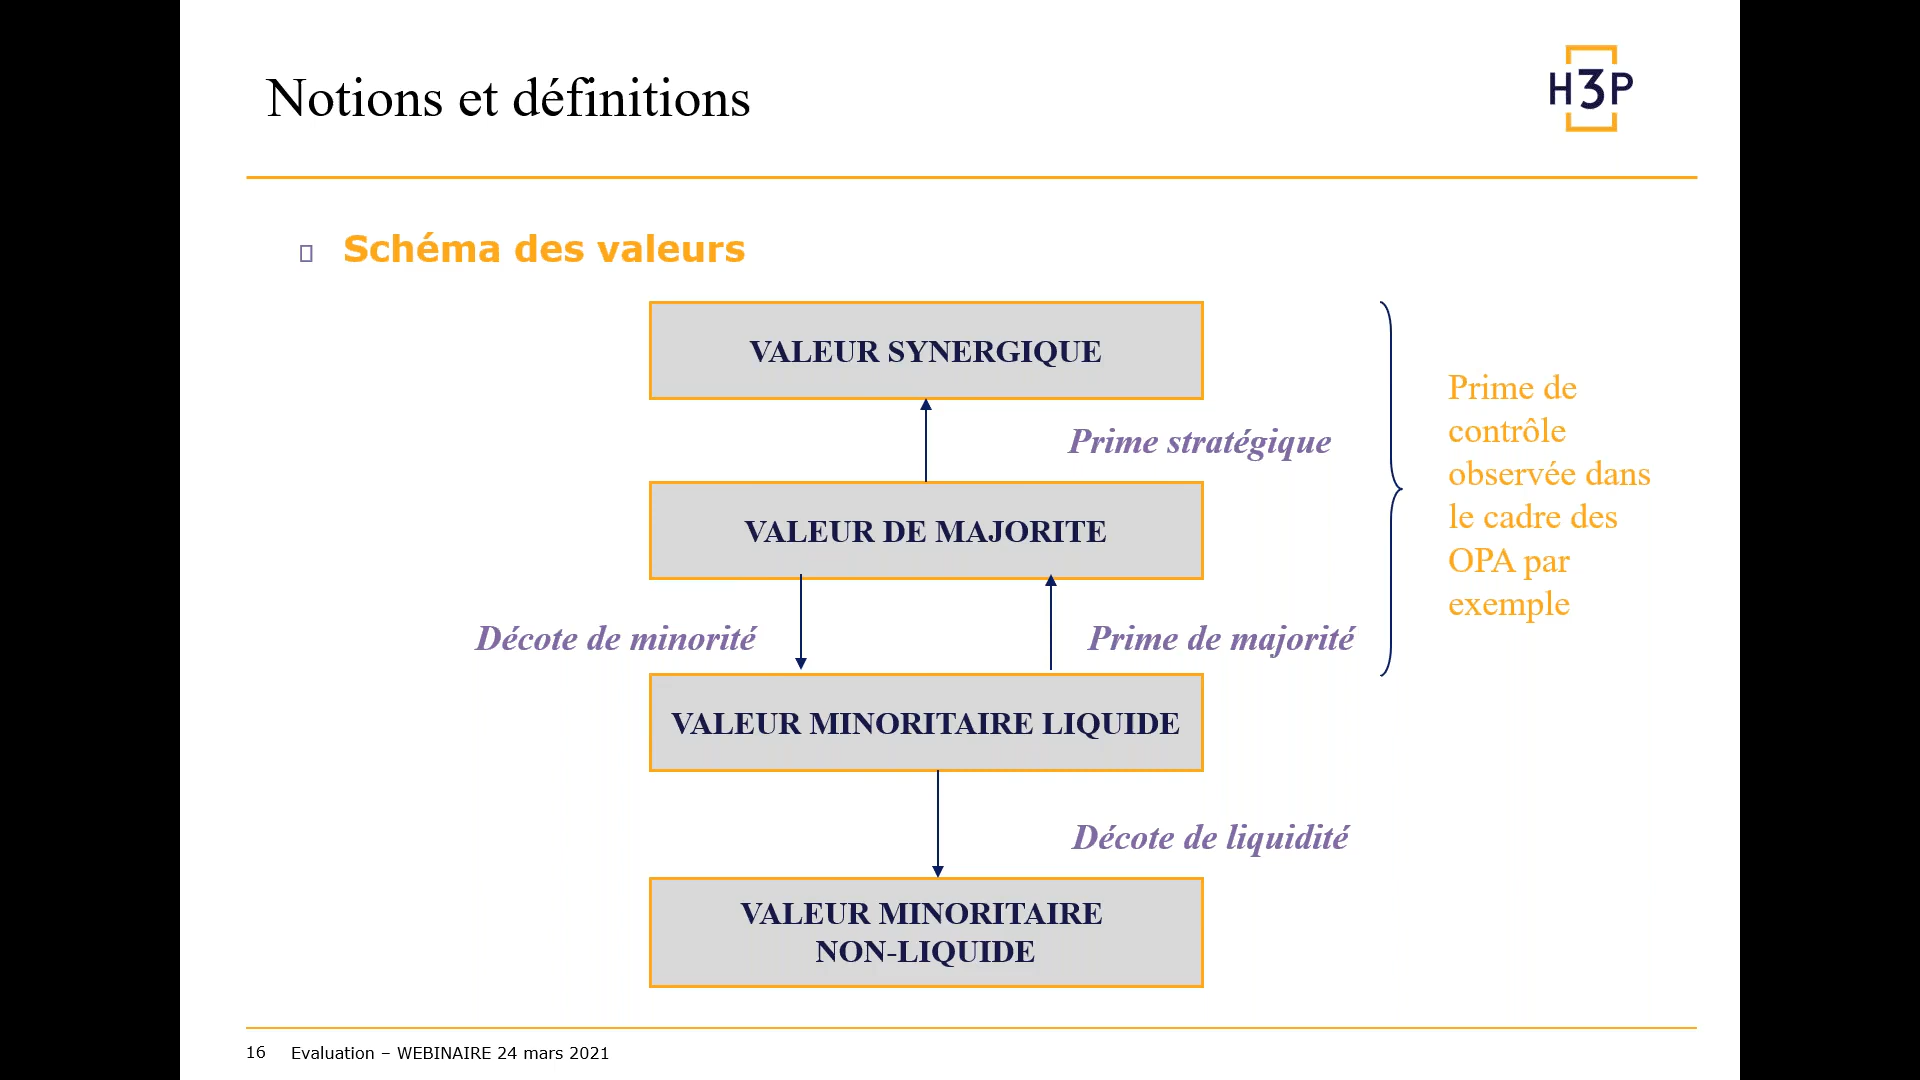 Notions et définitions
H3P
Schéma des valeurs
VALEUR SYNERGIQUE
Prime stratégique
VALEUR DE MAJORITE
Décote de minorité
Prime de majorité
VALEUR MINORITAIRE LIQUIDE
Décote de liquidité
VALEUR MINORITAIRE
NON-LIQUIDE
Prime de
contrôle
observée dans
le cadre des
OPA par
exemple
16 Evaluation – WEBINAIRE 24 mars 2021